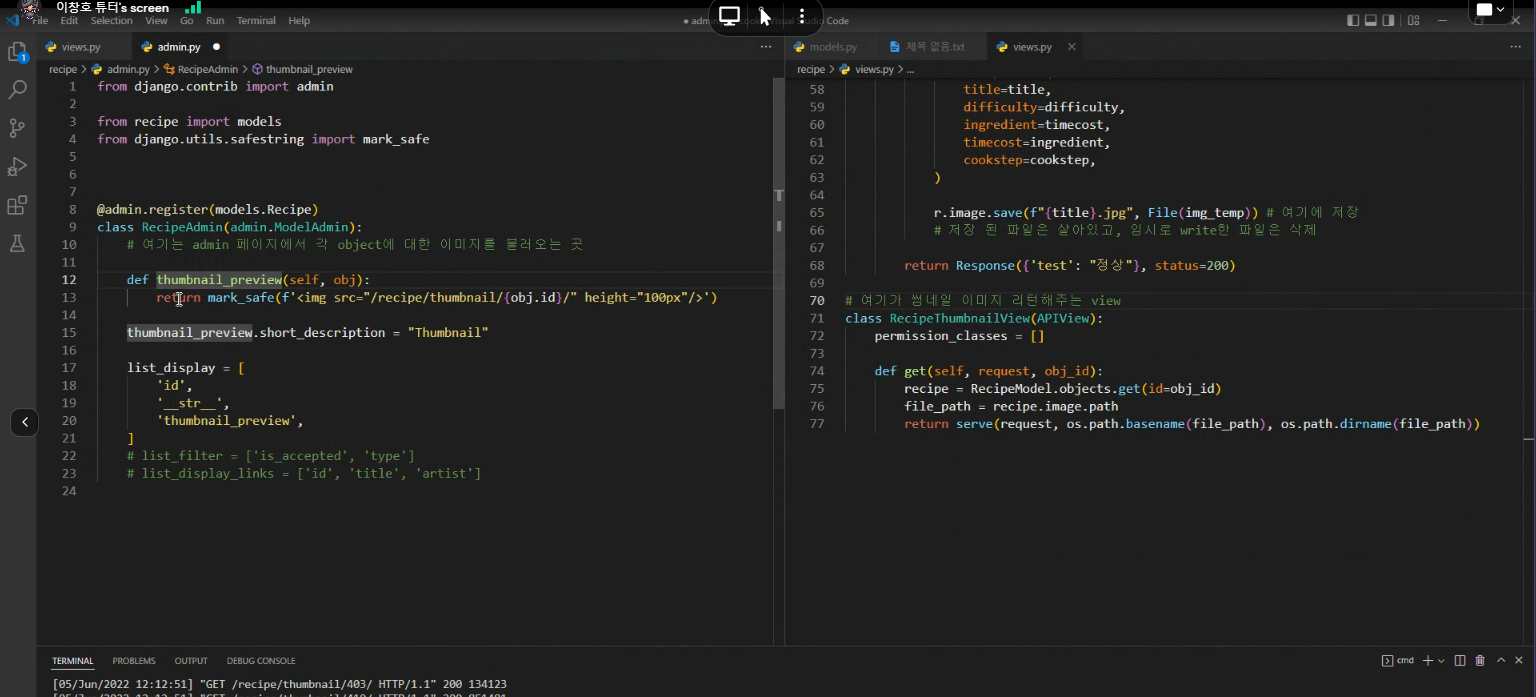 이창호 튜터's screen
File Edit Selection View Go Run Terminal Help
● admin
Visual
Code
views.py
admin.py ●
recipe > admin.py > RecipeAdmin > thumbnail_preview
1 from django.contrib import admin
2
3 from recipe import models
4 from django.utils.safestring import mark_safe
5
6
7
8 @admin.register(models.Recipe)
9 class RecipeAdmin(admin.ModelAdmin):
10 # 여기는 admin 페이지에서 각 object에 대한 이미지를 불러오는 곳
11
12 def thumbnail_preview(self, obj):
13 return mark_safe(f'<img src="/recipe/thumbnail/{obj.id}/" height="100px"/>')
14
15 thumbnail_preview.short_description = "Thumbnail"
16
17 list_display = [
18 'id',
19 '__str__',
20 'thumbnail_preview',
21 ]
22 # list_filter = ['is_accepted', 'type']
23 # list_display_links = ['id', 'title', 'artist']
24
models.py
제목 없음.txt
views.py
recipe > views.py > ...
58 title=title,
59 difficulty=difficulty,
60 ingredient=timecost,
61 timecost=ingredient,
62 cookstep=cookstep,
63 )
64
65 r.image.save(f"{title}.jpg", File(img_temp)) # 여기에 저장
66 # 저장 된 파일은 살아있고, 임시로 write한 파일은 삭제
67
68 return Response({'test': "정상"}, status=200)
69
70 # 여기가 썸네일 이미지 리턴해주는 view
71 class RecipeThumbnailView(APIView):
72 permission_classes = []
73
74 def get(self, request, obj_id):
75 recipe = RecipeModel.objects.get(id=obj_id)
76 file_path = recipe.image.path
77 return serve(request, os.path.basename(file_path), os.path.dirname(file_path))
1
TERMINAL PROBLEMS OUTPUT DEBUG CONSOLE
cmd
[05/Jun/2022 12:12:51] "GET /recipe/thumbnail/403/ HTTP/1.1" 200 134123